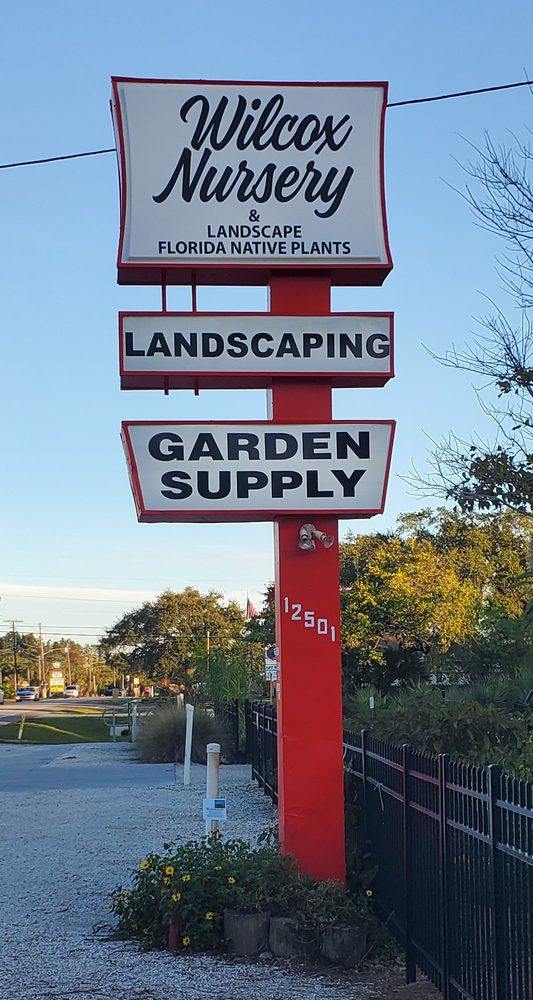 Wilcox
Nursery
&
LANDSCAPE
FLORIDA NATIVE PLANTS
LANDSCAPING
GARDEN
SUPPLY
12501